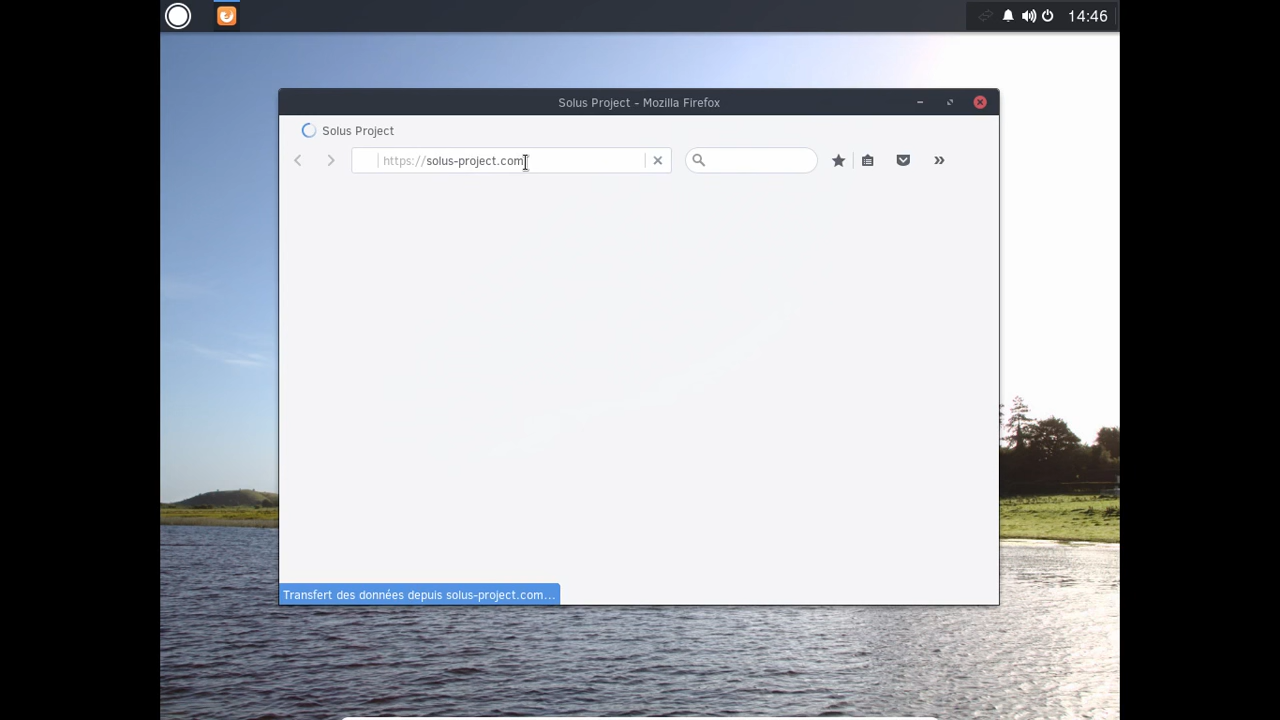 14:46
Solus Project - Mozilla Firefox
Solus Project
https://solus-project.com
Transfert des données depuis solus-project.com…